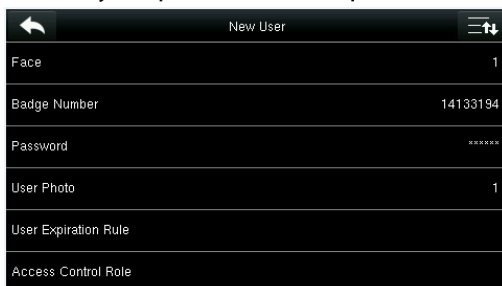 New User
Face 1
Badge Number 14133194
Password ******
User Photo 1
User Expiration Rule
Access Control Role